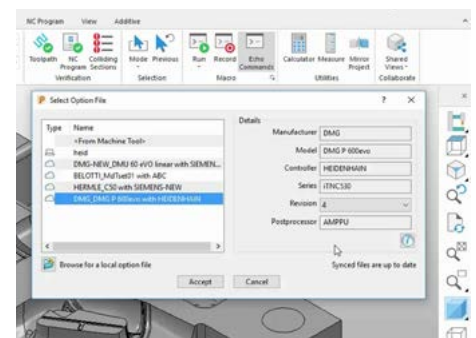 NC Program View Additive
Toolpath NC Program Colliding Sections Mode Previous Run Record Echo Commands Calculator Measure Mirror Project Shared Views
Verification Selection Macro Utilities Collaborate
Select Option File ? ×
Type Name
<From Machine Tool>
heid
DMG-NEW_DMU 60 eVO linear with SIEMEN...
BELOTTI_MdTset01 with ABC
HERMLE_C50 with SIEMENS-NEW
DMG_DMG P 600evo with HEIDENHAIN
Details
Manufacturer DMG
Model DMG P 600evo
Controller HEIDENHAIN
Series iTNC530
Revision 4
Postprocessor AMPPU
Browse for a local option file
Synced files are up to date
Accept Cancel